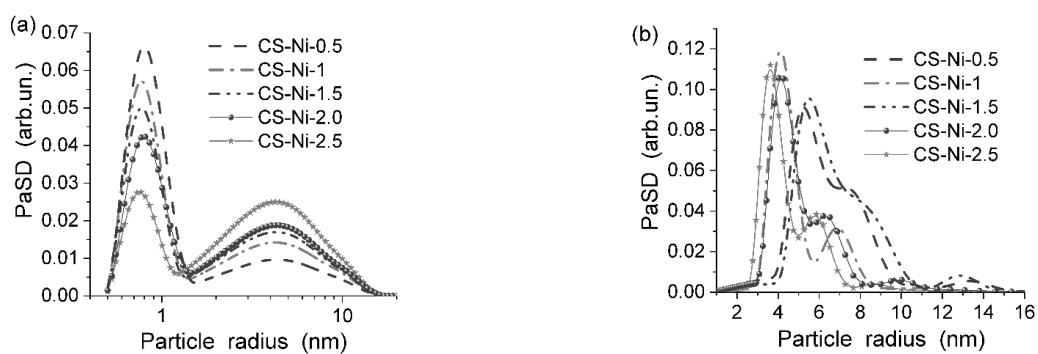 (a)
0.07
0.06
0.05
0.04
0.03
0.02
0.01
0.00
PaSD (arb.un.)
CS-Ni-0.5
CS-Ni-1
CS-Ni-1.5
CS-Ni-2.0
CS-Ni-2.5
1
10
Particle radius (nm)
(b)
0.12
0.10
0.08
0.06
0.04
0.02
0.00
PaSD (arb.un.)
CS-Ni-0.5
CS-Ni-1
CS-Ni-1.5
CS-Ni-2.0
CS-Ni-2.5
2 4 6 8 10 12 14 16
Particle radius (nm)